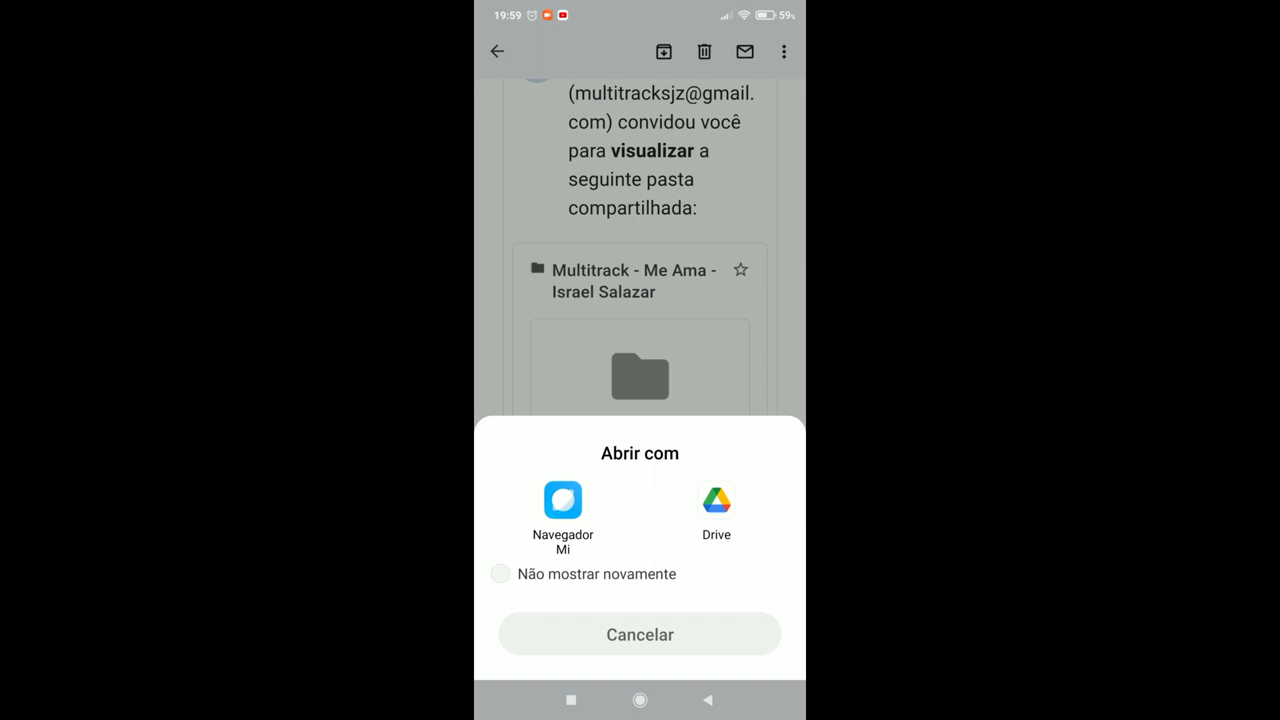 19:59
59%
(multitracksjz@gmail.
com) convidou você
para visualizar a
seguinte pasta
compartilhada:
Multitrack - Me Ama -
Israel Salazar
Abrir com
Navegador
Mi
Drive
Não mostrar novamente
Cancelar